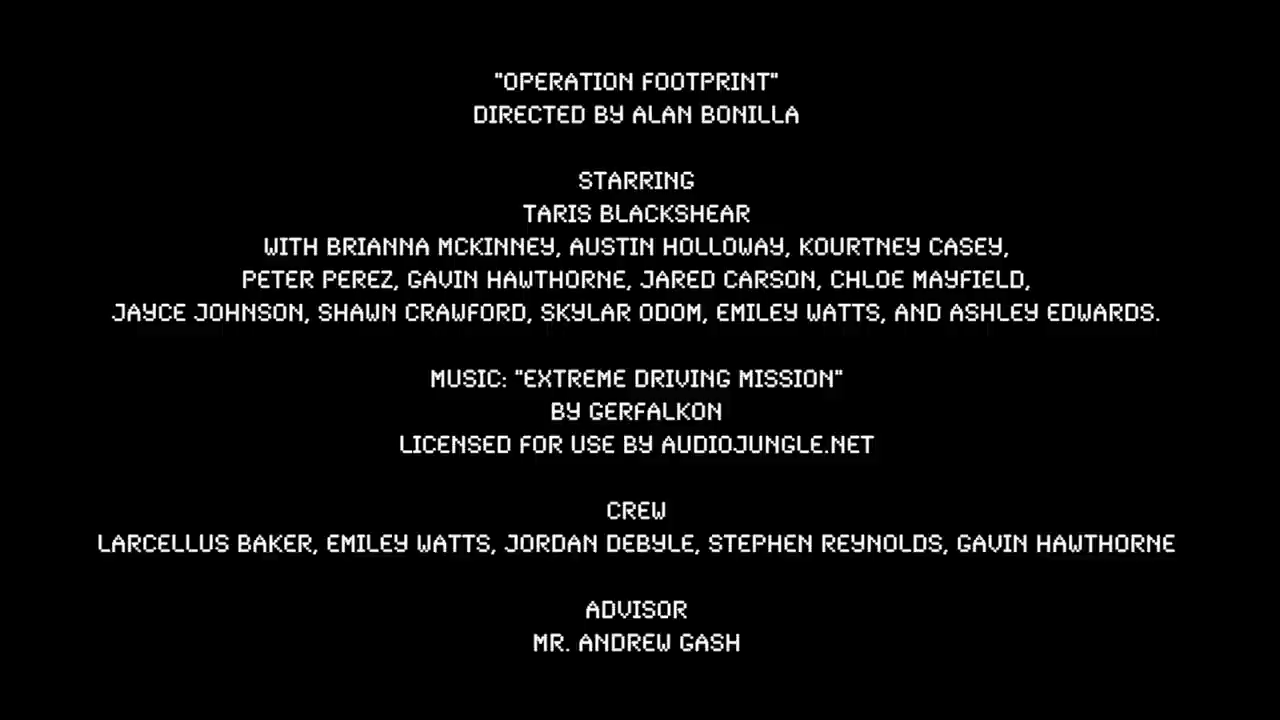 "OPERATION FOOTPRINT"
DIRECTED BY ALAN BONILLA
STARRING
TARIS BLACKSHEAR
WITH BRIANNA MCKINNEY, AUSTIN HOLLOWAY, KOURTNEY CASEY,
PETER PEREZ, GAVIN HAWTHORNE, JARED CARSON, CHLOE MAYFIELD,
JAYCE JOHNSON, SHAWN CRAWFORD, SKYLAR ODOM, EMILEY WATTS, AND ASHLEY EDWARDS.
MUSIC: "EXTREME DRIVING MISSION"
BY GERFALKON
LICENSED FOR USE BY AUDIOJUNGLE.NET
CREW
LARCELLUS BAKER, EMILEY WATTS, JORDAN DEBYLE, STEPHEN REYNOLDS, GAVIN HAWTHORNE
ADVISOR
MR. ANDREW GASH